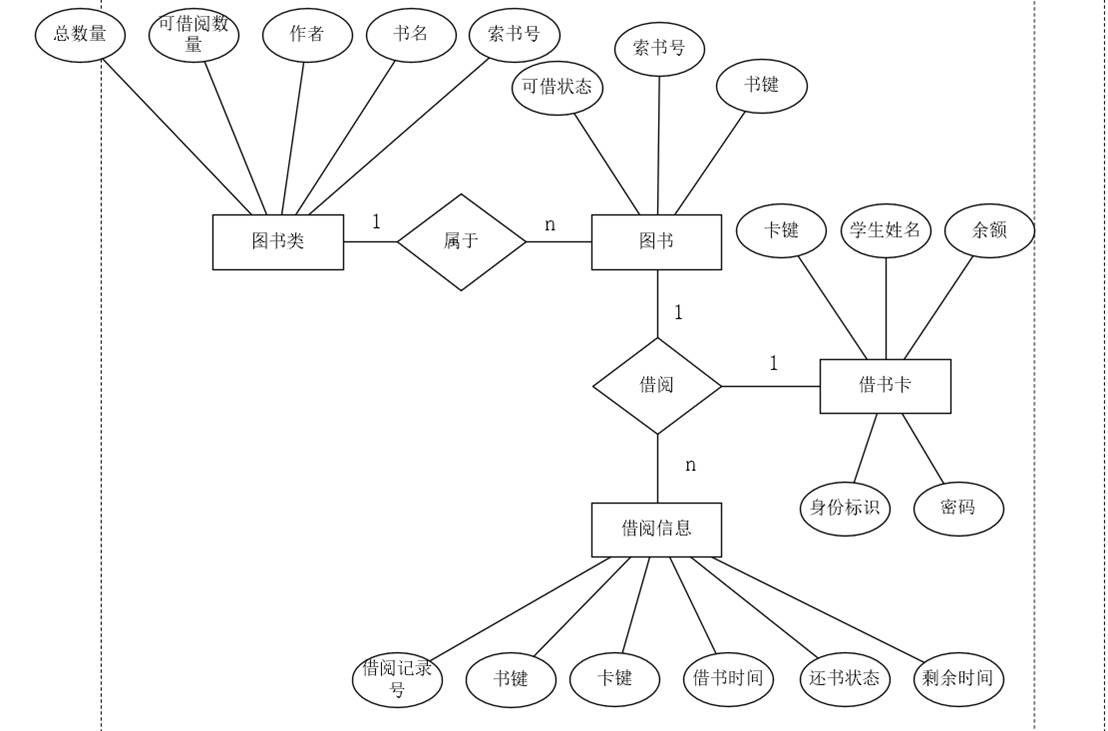 总数量
可借阅数
量
作者
书名
索书号
可借状态
索书号
书键
图书类
1
属于
n
图书
卡键
学生姓名
余额
1
借阅
1
借书卡
n
身份标识
密码
借阅信息
借阅记录
号
书键
卡键
借书时间
还书状态
剩余时间